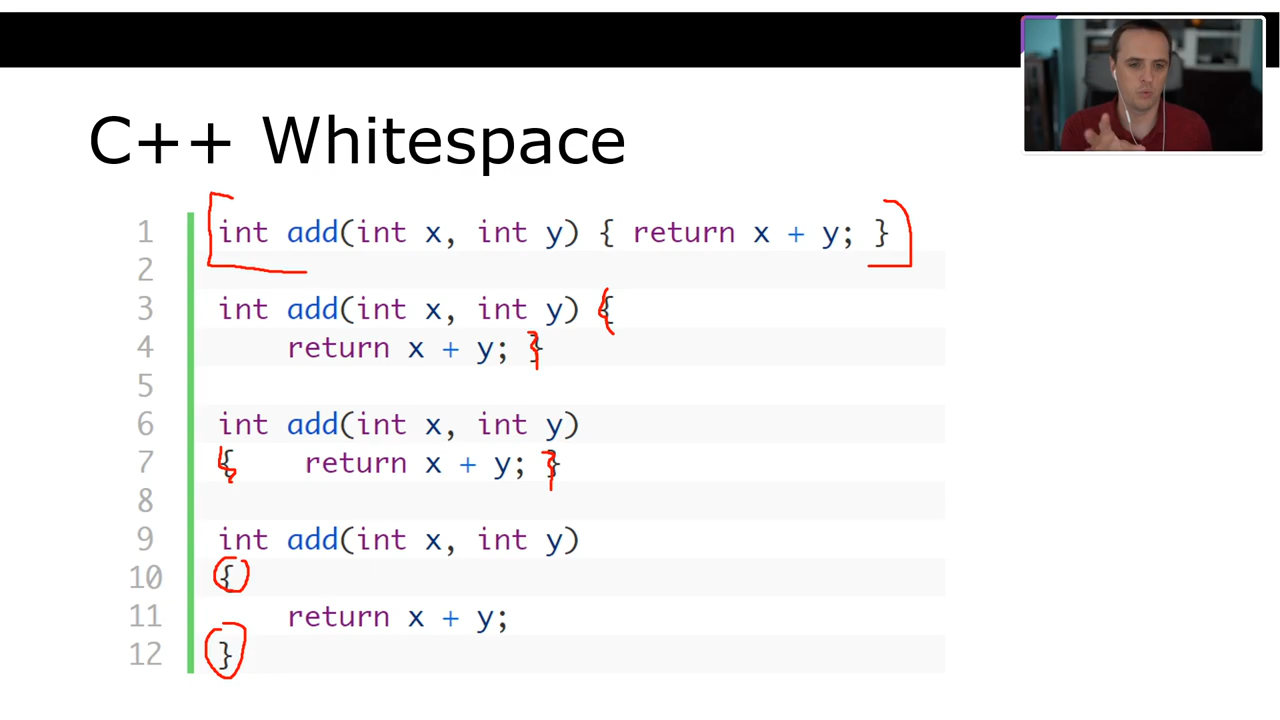 C++ Whitespace
1 int add(int x, int y) { return x + y; }
2
3 int add(int x, int y) {
4     return x + y; }
5
6 int add(int x, int y)
7 {    return x + y; }
8
9 int add(int x, int y)
10 {
11     return x + y;
12 }